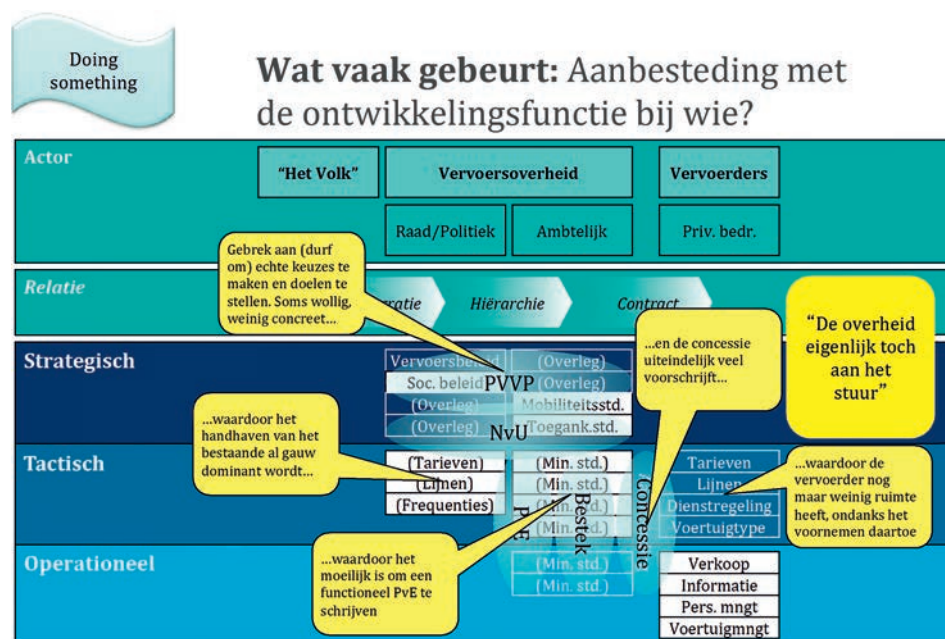 Doing
something
Wat vaak gebeurt: Aanbesteding met
de ontwikkelingsfunctie bij wie?
Actor
"Het Volk"
Vervoersoverheid
Vervoerders
Raad/Politiek
Ambtelijk
Priv. bedr.
Gebrek aan (durf
om) echte keuzes te
maken en doelen te
stellen. Soms wollig,
weinig concreet...
Relatie
Hiërarchie
Contract
...en de concessie
uiteindelijk veel
voorschrijft...
"De overheid
eigenlijk toch
aan het
stuur"
Strategisch
Vervoersbeleid
(Overleg)
Soc. beleid
PVVP
(Overleg)
(Overleg)
Mobiliteitsstd.
(Overleg)
NvU
Toegank.std.
...waardoor het
handhaven van het
bestaande al gauw
dominant wordt...
Tactisch
(Tarieven)
(Min. std.)
Tarieven
(Lijnen)
(Min. std.)
Lijnen
(Frequenties)
(Min. std.)
Dienstregeling
(Min. std.)
Voertuigtype
PvE
Bestek
Concessie
...waardoor de
vervoerder nog
maar weinig ruimte
heeft, ondanks het
voornemen daartoe
...waardoor het
moeilijk is om een
functioneel PvE te
schrijven
Operationeel
(Min. std.)
Verkoop
(Min. std.)
Informatie
Pers. mngt
Voertuigmngt